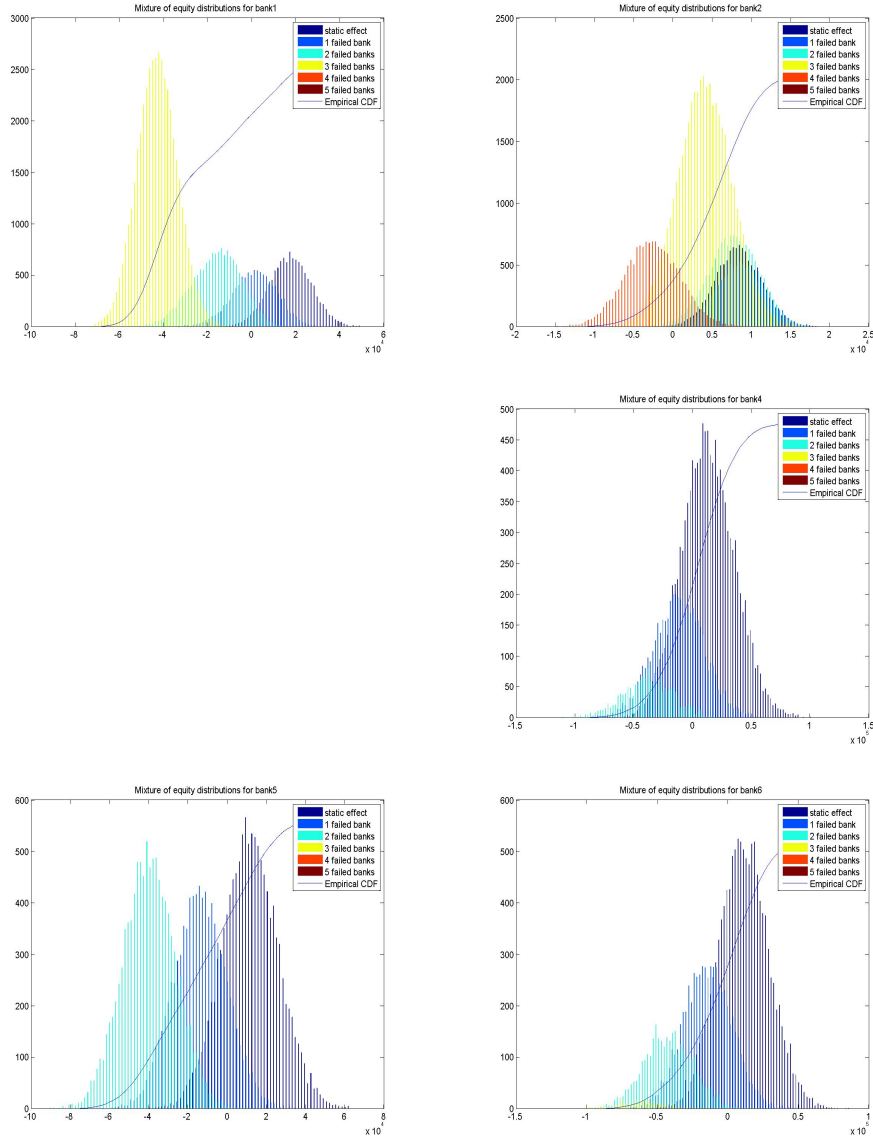 Mixture of equity distributions for bank1
3000
2500
2000
1500
1000
500
0
-10
-8
-6
-4
-2
0
2
4
6
x 10^4
static effect
1 failed bank
2 failed banks
3 failed banks
4 failed banks
5 failed banks
Empirical CDF
Mixture of equity distributions for bank2
2500
2000
1500
1000
500
0
-2
-1.5
-1
-0.5
0
0.5
1
1.5
2
2.5
x 10^4
static effect
1 failed bank
2 failed banks
3 failed banks
4 failed banks
5 failed banks
Empirical CDF
Mixture of equity distributions for bank4
500
450
400
350
300
250
200
150
100
50
0
-1.5
-1
-0.5
0
0.5
1
1.5
x 10^5
static effect
1 failed bank
2 failed banks
3 failed banks
4 failed banks
5 failed banks
Empirical CDF
Mixture of equity distributions for bank5
600
500
400
300
200
100
0
-10
-8
-6
-4
-2
0
2
4
6
8
x 10^4
static effect
1 failed bank
2 failed banks
3 failed banks
4 failed banks
5 failed banks
Empirical CDF
Mixture of equity distributions for bank6
600
500
400
300
200
100
0
-1.5
-1
-0.5
0
0.5
1
x 10^5
static effect
1 failed bank
2 failed banks
3 failed banks
4 failed banks
5 failed banks
Empirical CDF